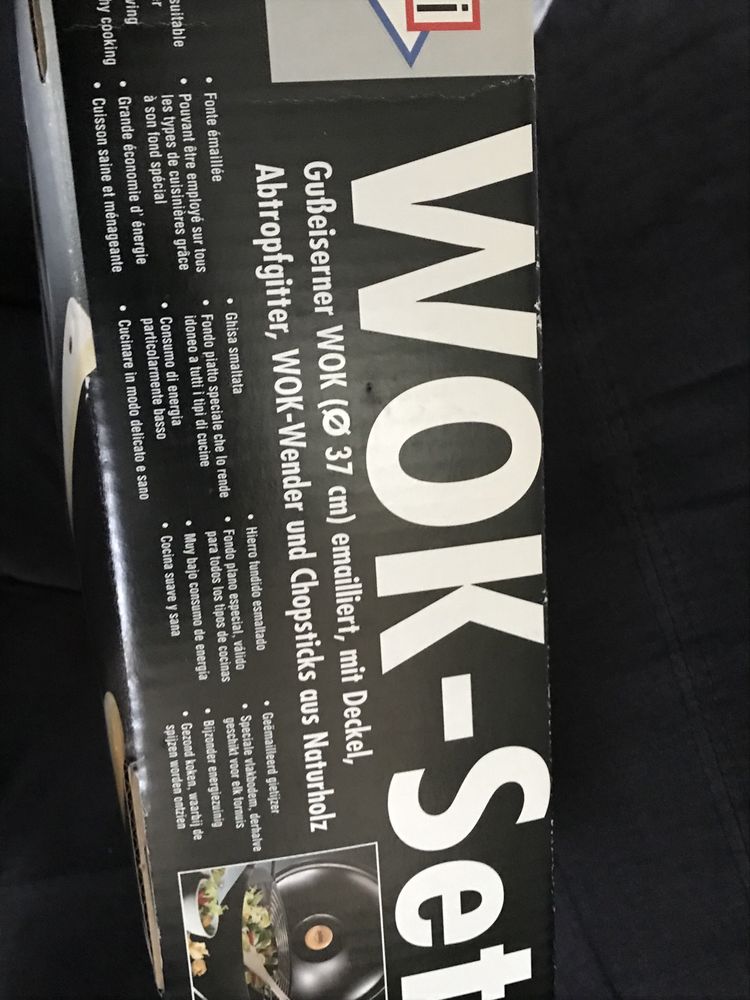 i
WOK-Set
Gußeiserner WOK (Ø 37 cm) emailliert, mit Deckel,
Abtropfgitter, WOK-Wender und Chopsticks aus Naturholz
suitable
hy cooking
• Fonte émaillée
• Pouvant être employé sur tous
les types de cuisinières grâce
à son fond spécial
• Grande économie d' énergie
• Cuisson saine et ménageante
• Ghisa smaltata
• Fondo piatto speciale che lo rende
idoneo a tutti i tipi di cucine
• Consumo di energia
particolarmente basso
• Cucinare in modo delicato e sano
• Hierro fundido esmaltado
• Fondo plano especial, válido
para todos los tipos de cocinas
• Muy bajo consumo de energía
• Cocina suave y sana
• Geëmailleerd gietijzer
• Speciale vlakbodem, derhalve
geschikt voor elk fornuis
• Bijzonder energiezuinig
• Gezond koken, waarbij de
spijzen worden ontzien